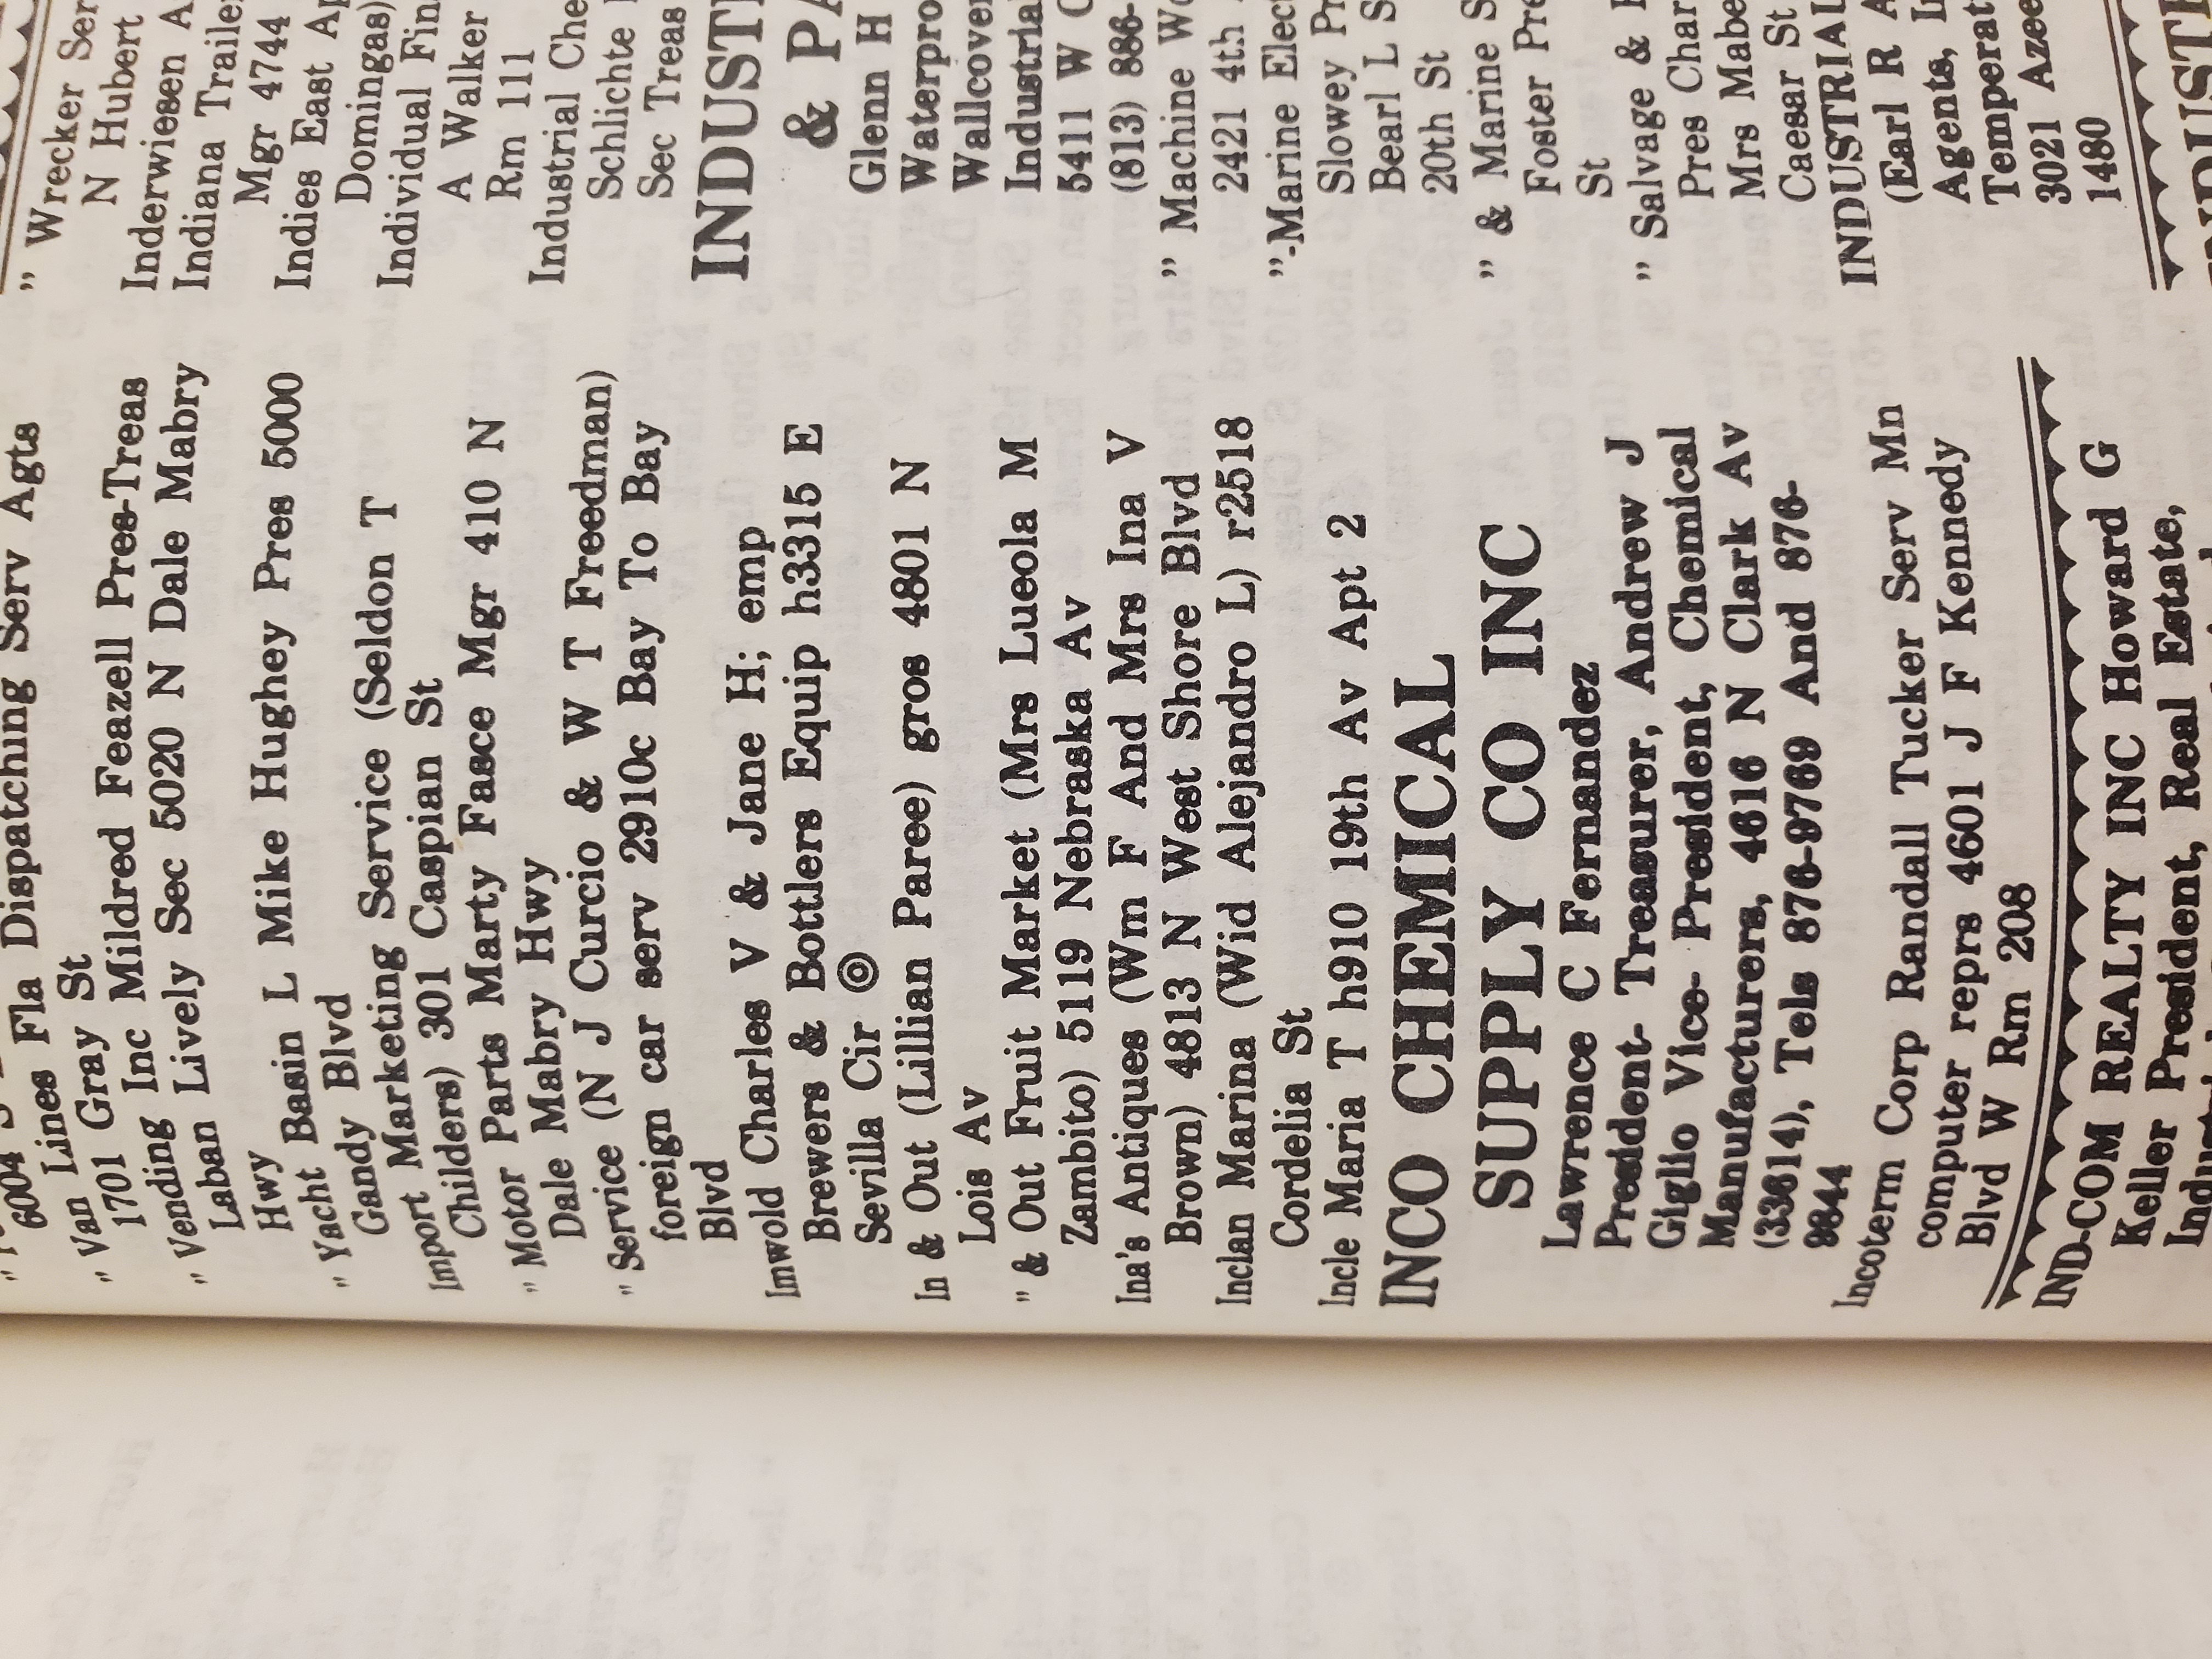 6004
" Van Lines Fla Dispatching Serv Agts
1701 Gray St
" Vending Inc Mildred Feazell Pres-Treas
Laban Lively Sec 5020 N Dale Mabry
Hwy
" Yacht Basin L Mike Hughey Pres 5000
Gandy Blvd
Import Marketing Service (Seldon T
Childers) 301 Caspian St
" Motor Parts Marty Fasce Mgr 410 N
Dale Mabry Hwy
" Service (N J Curcio & W T Freedman)
foreign car serv 2910c Bay To Bay
Blvd
Imwold Charles V & Jane H; emp
Brewers & Bottlers Equip h3315 E
Sevilla Cir ◎
In & Out (Lillian Paree) gros 4801 N
Lois Av
" & Out Fruit Market (Mrs Lueola M
Zambito) 5119 Nebraska Av
Ina's Antiques (Wm F And Mrs Ina V
Brown) 4813 N West Shore Blvd
Inclan Marina (Wid Alejandro L) r2518
Cordelia St
Incle Maria T h910 19th Av Apt 2
INCO CHEMICAL
SUPPLY CO INC
Lawrence C Fernandez
President- Treasurer, Andrew J
Giglio Vice- President, Chemical
Manufacturers, 4616 N Clark Av
(33614), Tels 876-9769 And 876-
9844
Incoterm Corp Randall Tucker Serv Mn
computer reprs 4601 J F Kennedy
Blvd W Rm 208
IND-COM REALTY INC Howard G
Keller President, Real Estate,
" Wrecker Ser
N Hubert
Inderwiesen A
Indiana Trailer
Mgr 4744
Indies East Ap
Domingas)
Individual Fin
A Walker
Rm 111
Industrial Che
Schlichte
Sec Treas
INDUST
& PA
Glenn H
Waterpro
Wallcover
Industrial
5411 W
(813) 886-
" Machine Wo
2421 4th
"-Marine Elect
Slowey Pr
Bearl L S
20th St
" & Marine S
Foster Pre
St
" Salvage &
Pres Char
Mrs Mabe
Caesar St
INDUSTRIAL
(Earl R A
Agents, I
Temperat
3021 Azee
1480